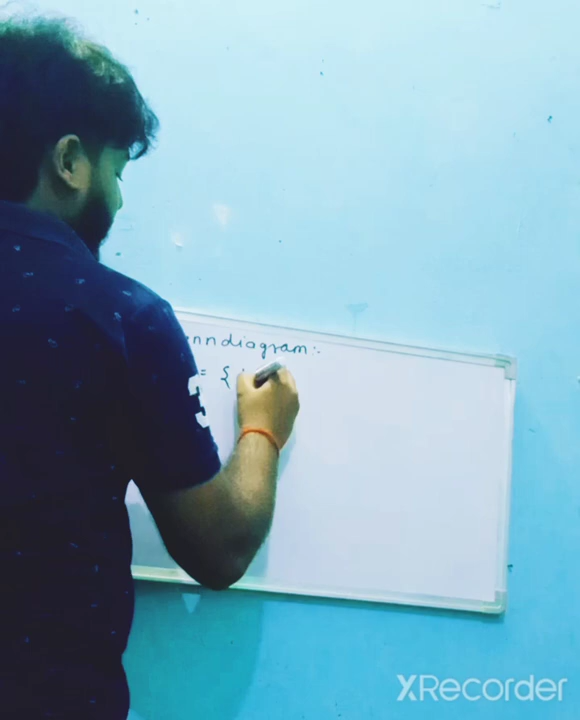 nndiagram:-
= {
XRecorder